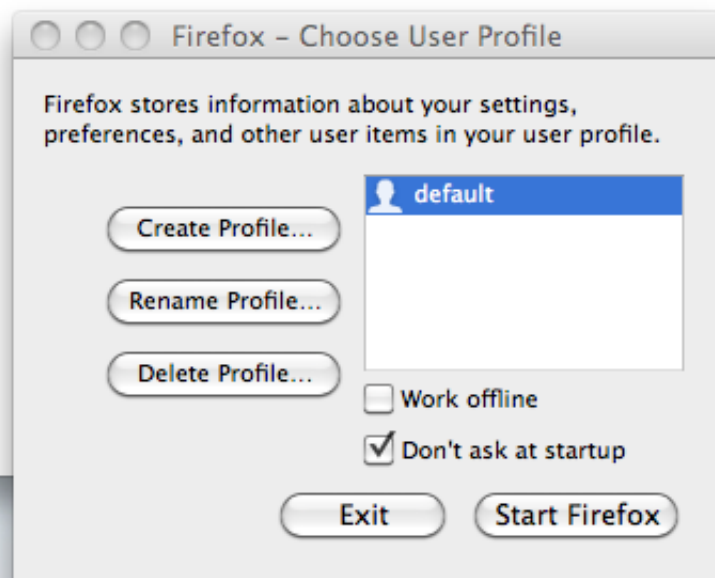 Firefox – Choose User Profile
Firefox stores information about your settings,
preferences, and other user items in your user profile.
default
Create Profile...
Rename Profile...
Delete Profile...
Work offline
Don't ask at startup
Exit
Start Firefox